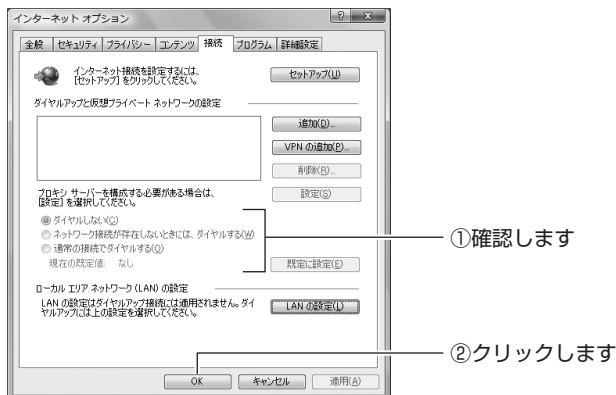 インターネット オプション
全般 セキュリティ プライバシー コンテンツ 接続 プログラム 詳細設定
インターネット接続を設定するには、
[セットアップ] をクリックしてください。
セットアップ(U)
ダイヤルアップと仮想プライベート ネットワークの設定
追加(D)...
VPN の追加(P)...
削除(R)...
プロキシ サーバーを構成する必要がある場合は、
[設定] を選択してください。
設定(S)
ダイヤルしない(C)
ネットワーク接続が存在しないときには、ダイヤルする(W)
通常の接続でダイヤルする(O)
①確認します
現在の既定値: なし
既定に設定(E)
ローカル エリア ネットワーク (LAN) の設定
LAN の設定はダイヤルアップ接続には適用されません。ダイ
ヤルアップには上の設定を選択してください。
LAN の設定(L)
②クリックします
OK キャンセル 適用(A)